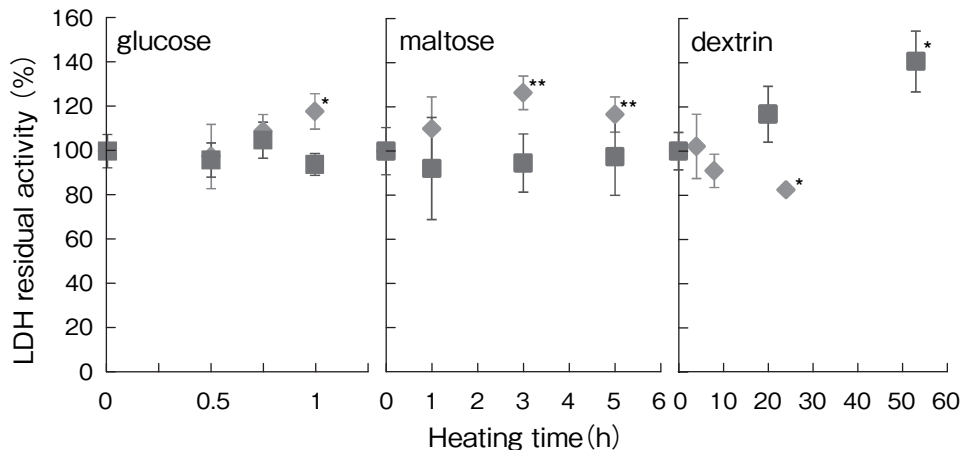 LDH residual activity (%)
160
140
120
100
80
60
40
20
0
glucose
*
0
0.5
1
maltose
**
**
0 1 2 3 4 5 6
dextrin
*
*
0 10 20 30 40 50 60
Heating time(h)